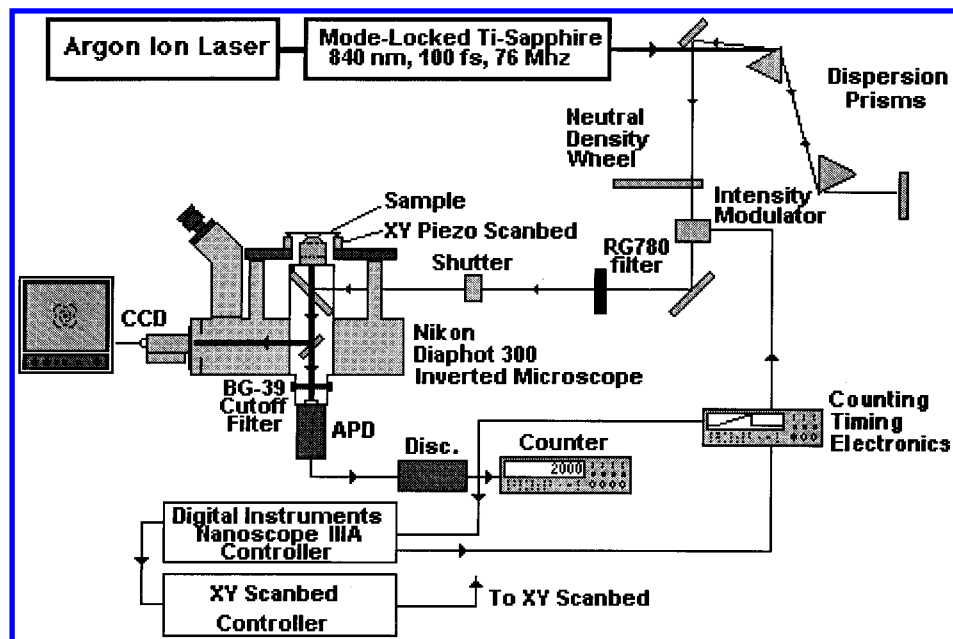 Argon Ion Laser
Mode-Locked Ti-Sapphire
840 nm, 100 fs, 76 Mhz
Dispersion
Prisms
Neutral
Density
Wheel
Intensity
Modulator
Sample
XY Piezo Scanbed
RG780
filter
Shutter
CCD
Nikon
Diaphot 300
Inverted Microscope
BG-39
Cutoff
Filter
APD
Disc.
Counter
2000
Counting
Timing
Electronics
Digital Instruments
Nanoscope IIIA
Controller
XY Scanbed
Controller
To XY Scanbed